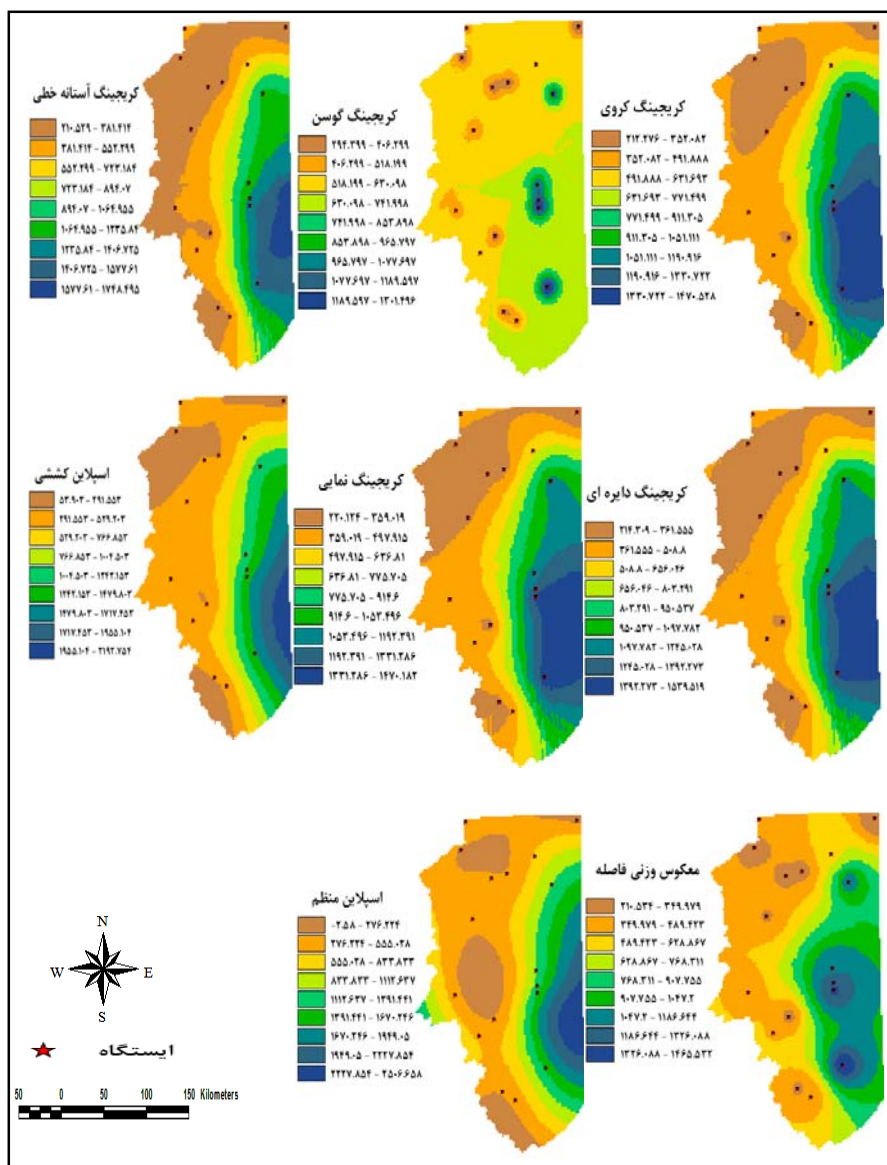 کریجینگ آستانه خطی
۲۱۰.۵۲۹ - ۳۸۱.۴۱۴
۳۸۱.۴۱۴ - ۵۵۲.۲۹۹
۵۵۲.۲۹۹ - ۷۲۳.۱۸۴
۷۲۳.۱۸۴ - ۸۹۴.۰۷
۸۹۴.۰۷ - ۱۰۶۴.۹۵۵
۱۰۶۴.۹۵۵ - ۱۲۳۵.۸۴
۱۲۳۵.۸۴ - ۱۴۰۶.۷۲۵
۱۴۰۶.۷۲۵ - ۱۵۷۷.۶۱
۱۵۷۷.۶۱ - ۱۷۴۸.۴۹۵
کریجینگ گوسن
۲۹۴.۳۹۹ - ۴۰۶.۲۹۹
۴۰۶.۲۹۹ - ۵۱۸.۱۹۹
۵۱۸.۱۹۹ - ۶۳۰.۰۹۸
۶۳۰.۰۹۸ - ۷۴۱.۹۹۸
۷۴۱.۹۹۸ - ۸۵۳.۸۹۸
۸۵۳.۸۹۸ - ۹۶۵.۷۹۷
۹۶۵.۷۹۷ - ۱۰۷۷.۶۹۷
۱۰۷۷.۶۹۷ - ۱۱۸۹.۵۹۷
۱۱۸۹.۵۹۷ - ۱۳۰۱.۴۹۶
کریجینگ کروی
۲۱۲.۲۷۶ - ۳۵۲.۰۸۲
۳۵۲.۰۸۲ - ۴۹۱.۸۸۸
۴۹۱.۸۸۸ - ۶۳۱.۶۹۳
۶۳۱.۶۹۳ - ۷۷۱.۴۹۹
۷۷۱.۴۹۹ - ۹۱۱.۳۰۵
۹۱۱.۳۰۵ - ۱۰۵۱.۱۱۱
۱۰۵۱.۱۱۱ - ۱۱۹۰.۹۱۶
۱۱۹۰.۹۱۶ - ۱۳۳۰.۷۲۲
۱۳۳۰.۷۲۲ - ۱۴۷۰.۵۲۸
اسپلاین کششی
۵۳.۹۰۳ - ۲۹۱.۵۵۳
۲۹۱.۵۵۳ - ۵۲۹.۲۰۳
۵۲۹.۲۰۳ - ۷۶۶.۸۵۳
۷۶۶.۸۵۳ - ۱۰۰۴.۵۰۳
۱۰۰۴.۵۰۳ - ۱۲۴۲.۱۵۳
۱۲۴۲.۱۵۳ - ۱۴۷۹.۸۰۳
۱۴۷۹.۸۰۳ - ۱۷۱۷.۴۵۳
۱۷۱۷.۴۵۳ - ۱۹۵۵.۱۰۴
۱۹۵۵.۱۰۴ - ۲۱۹۲.۷۵۴
کریجینگ نمایی
۲۲۰.۱۲۴ - ۳۵۹.۰۱۹
۳۵۹.۰۱۹ - ۴۹۷.۹۱۵
۴۹۷.۹۱۵ - ۶۳۶.۸۱
۶۳۶.۸۱ - ۷۷۵.۷۰۵
۷۷۵.۷۰۵ - ۹۱۴.۶
۹۱۴.۶ - ۱۰۵۳.۴۹۶
۱۰۵۳.۴۹۶ - ۱۱۹۲.۳۹۱
۱۱۹۲.۳۹۱ - ۱۳۳۱.۲۸۶
۱۳۳۱.۲۸۶ - ۱۴۷۰.۱۸۲
کریجینگ دایره ای
۲۱۴.۳۰۹ - ۳۶۱.۵۵۵
۳۶۱.۵۵۵ - ۵۰۸.۸
۵۰۸.۸ - ۶۵۶.۰۴۶
۶۵۶.۰۴۶ - ۸۰۳.۲۹۱
۸۰۳.۲۹۱ - ۹۵۰.۵۳۷
۹۵۰.۵۳۷ - ۱۰۹۷.۷۸۲
۱۰۹۷.۷۸۲ - ۱۲۴۵.۰۲۸
۱۲۴۵.۰۲۸ - ۱۳۹۲.۲۷۳
۱۳۹۲.۲۷۳ - ۱۵۳۹.۵۱۹
اسپلاین منظم
-۲.۵۸ - ۲۷۶.۲۲۴
۲۷۶.۲۲۴ - ۵۵۵.۰۲۸
۵۵۵.۰۲۸ - ۸۳۳.۸۳۳
۸۳۳.۸۳۳ - ۱۱۱۲.۶۳۷
۱۱۱۲.۶۳۷ - ۱۳۹۱.۴۴۱
۱۳۹۱.۴۴۱ - ۱۶۷۰.۲۴۶
۱۶۷۰.۲۴۶ - ۱۹۴۹.۰۵
۱۹۴۹.۰۵ - ۲۲۲۷.۸۵۴
۲۲۲۷.۸۵۴ - ۲۵۰۶.۶۵۸
معکوس وزنی فاصله
۲۱۰.۵۳۴ - ۳۴۹.۹۷۹
۳۴۹.۹۷۹ - ۴۸۹.۴۲۳
۴۸۹.۴۲۳ - ۶۲۸.۸۶۷
۶۲۸.۸۶۷ - ۷۶۸.۳۱۱
۷۶۸.۳۱۱ - ۹۰۷.۷۵۵
۹۰۷.۷۵۵ - ۱۰۴۷.۲
۱۰۴۷.۲ - ۱۱۸۶.۶۴۴
۱۱۸۶.۶۴۴ - ۱۳۲۶.۰۸۸
۱۳۲۶.۰۸۸ - ۱۴۶۵.۵۳۲
N
W E
S
ایستگاه
50 0 50 100 150 Kilometers